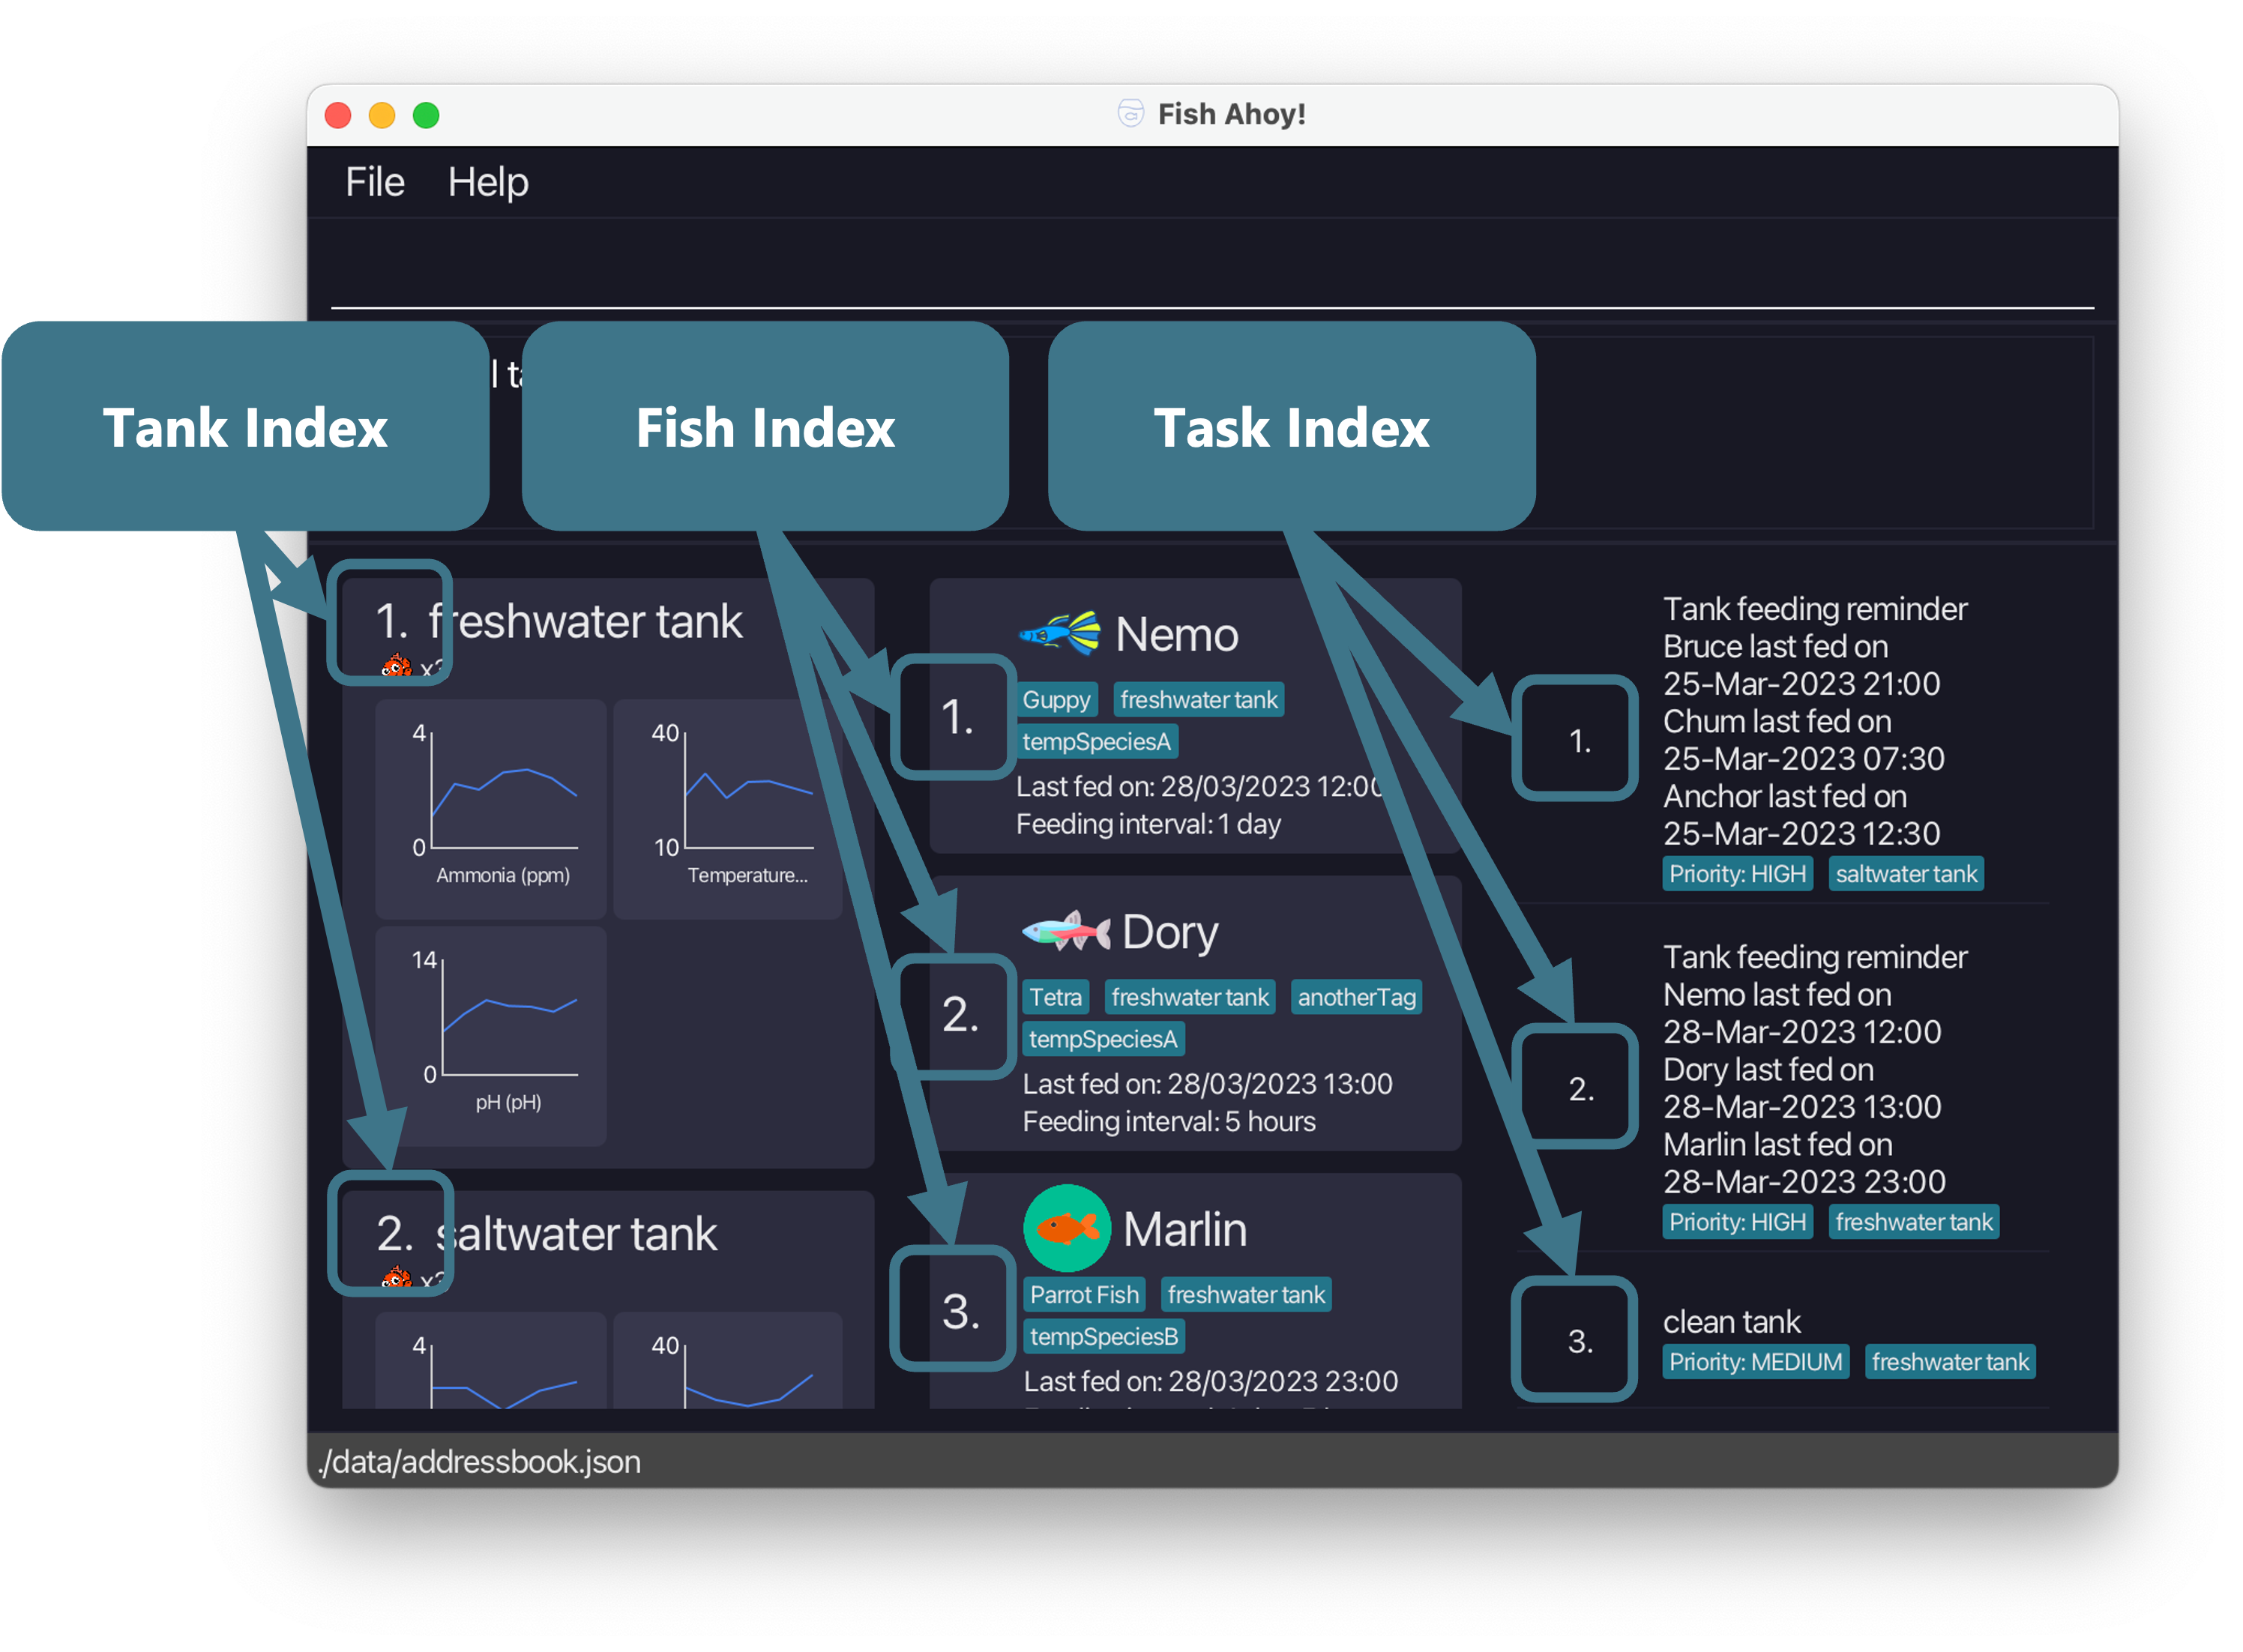 Fish Ahoy!
File Help
Tank Index
Fish Index
Task Index
1. freshwater tank
4
0
Ammonia (ppm)
40
10
Temperature...
14
0
pH (pH)
2. saltwater tank
4
40
1.
Nemo
Guppy freshwater tank
tempSpeciesA
Last fed on: 28/03/2023 12:00
Feeding interval: 1 day
2.
Dory
Tetra freshwater tank anotherTag
tempSpeciesA
Last fed on: 28/03/2023 13:00
Feeding interval: 5 hours
3.
Marlin
Parrot Fish freshwater tank
tempSpeciesB
Last fed on: 28/03/2023 23:00
1.
Tank feeding reminder
Bruce last fed on
25-Mar-2023 21:00
Chum last fed on
25-Mar-2023 07:30
Anchor last fed on
25-Mar-2023 12:30
Priority: HIGH saltwater tank
2.
Tank feeding reminder
Nemo last fed on
28-Mar-2023 12:00
Dory last fed on
28-Mar-2023 13:00
Marlin last fed on
28-Mar-2023 23:00
Priority: HIGH freshwater tank
3.
clean tank
Priority: MEDIUM freshwater tank
./data/addressbook.json